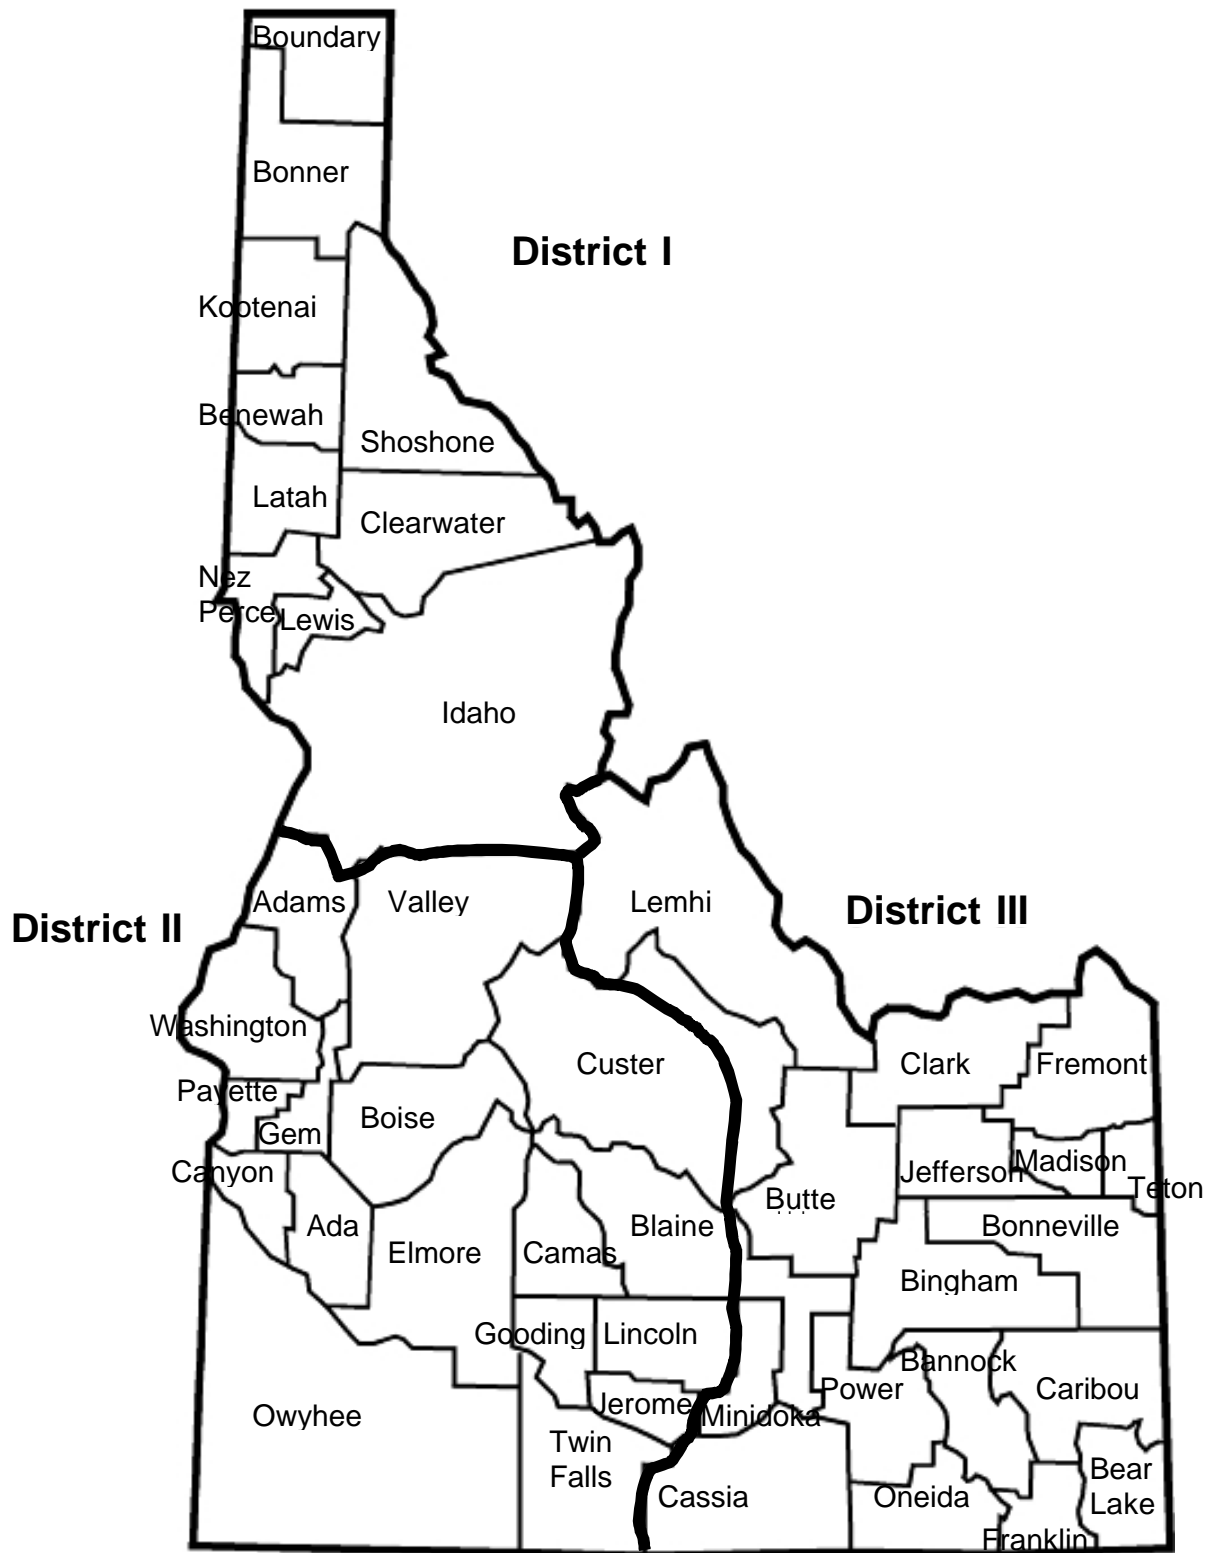 Boundary
Bonner
District I
Kootenai
Benewah
Shoshone
Latah
Clearwater
Nez
Perce
Lewis
Idaho
Adams
Valley
Lemhi
District II
District III
Washington
Custer
Clark
Fremont
Payette
Boise
Gem
Canyon
Jefferson
Madison
Teton
Butte
Ada
Elmore
Camas
Blaine
Bonneville
Bingham
Gooding
Lincoln
Bannock
Power
Caribou
Jerome
Minidoka
Owyhee
Twin
Falls
Cassia
Oneida
Bear
Lake
Franklin